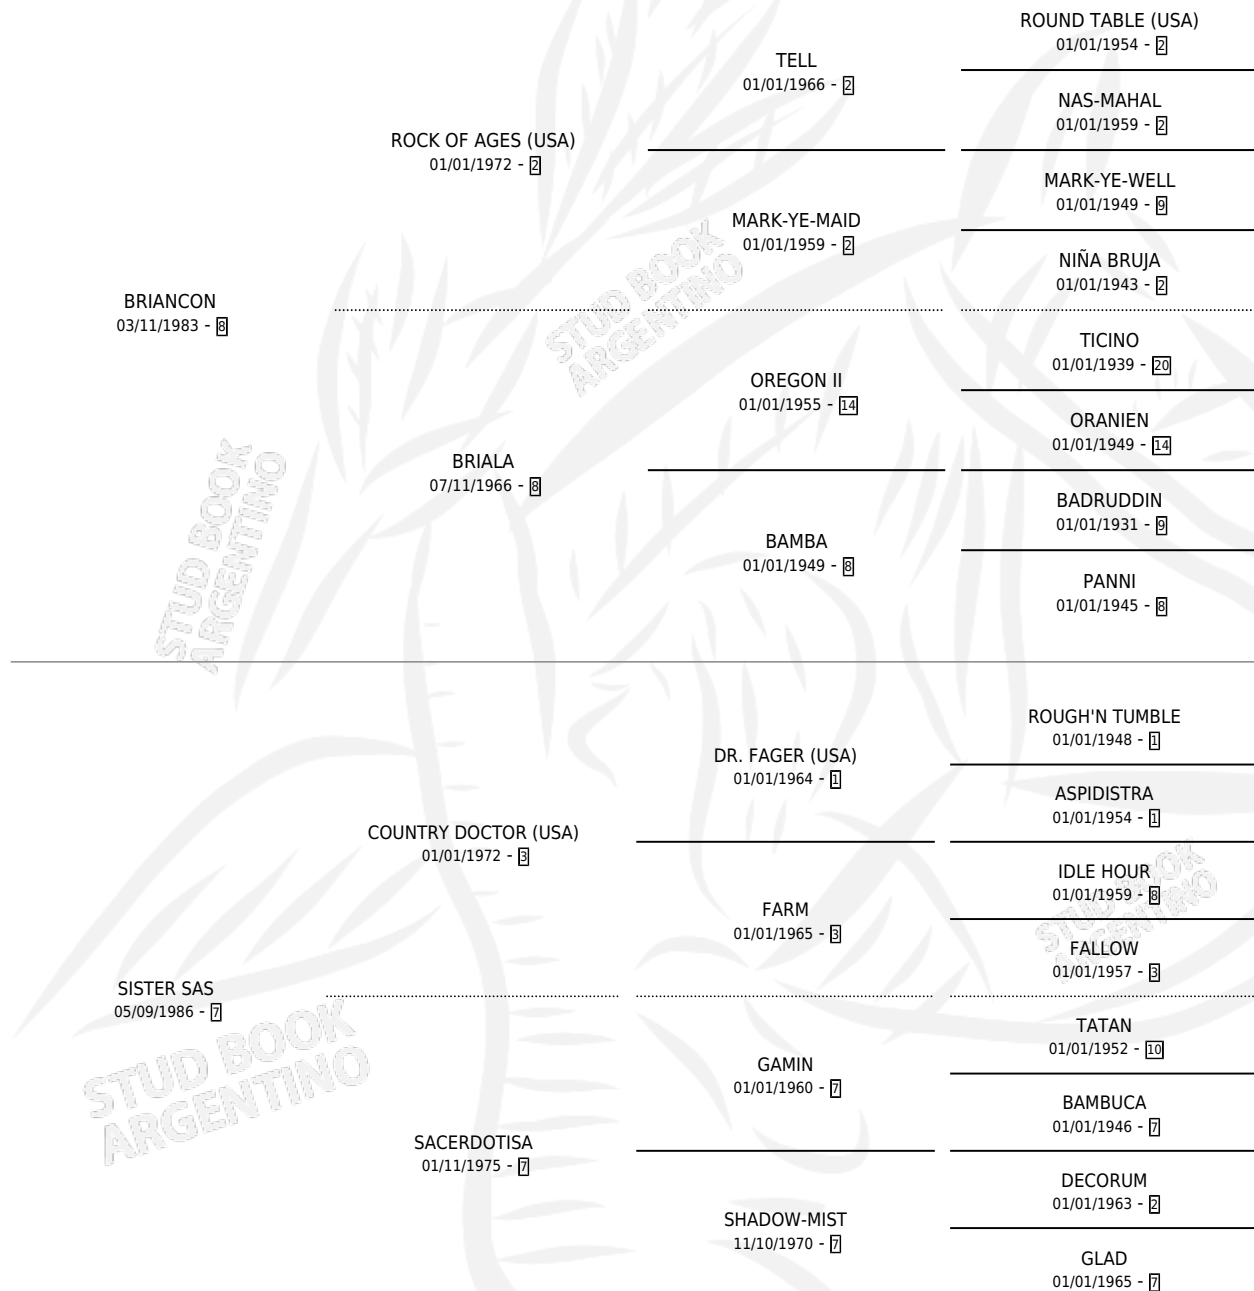 ROUND TABLE (USA)
01/01/1954 - 2
TELL
01/01/1966 - 2
NAS-MAHAL
01/01/1959 - 2
ROCK OF AGES (USA)
01/01/1972 - 2
MARK-YE-WELL
01/01/1949 - 9
MARK-YE-MAID
01/01/1959 - 2
NIÑA BRUJA
01/01/1943 - 2
BRIANCON
03/11/1983 - 8
TICINO
01/01/1939 - 20
OREGON II
01/01/1955 - 14
ORANIEN
01/01/1949 - 14
BRIALA
07/11/1966 - 8
BADRUDDIN
01/01/1931 - 9
BAMBA
01/01/1949 - 8
PANNI
01/01/1945 - 8
ROUGH'N TUMBLE
01/01/1948 - 1
DR. FAGER (USA)
01/01/1964 - 1
ASPIDISTRA
01/01/1954 - 1
COUNTRY DOCTOR (USA)
01/01/1972 - 3
IDLE HOUR
01/01/1959 - 8
FARM
01/01/1965 - 3
FALLOW
01/01/1957 - 3
SISTER SAS
05/09/1986 - 7
TATAN
01/01/1952 - 10
GAMIN
01/01/1960 - 7
BAMBUCA
01/01/1946 - 7
SACERDOTISA
01/11/1975 - 7
DECORUM
01/01/1963 - 2
SHADOW-MIST
11/10/1970 - 7
GLAD
01/01/1965 - 7
STUD BOOK
ARGENTINO
STUD BOOK
ARGENTINO
STUD BOOK
ARGENTINO
STUD BOOK
ARGENTINO